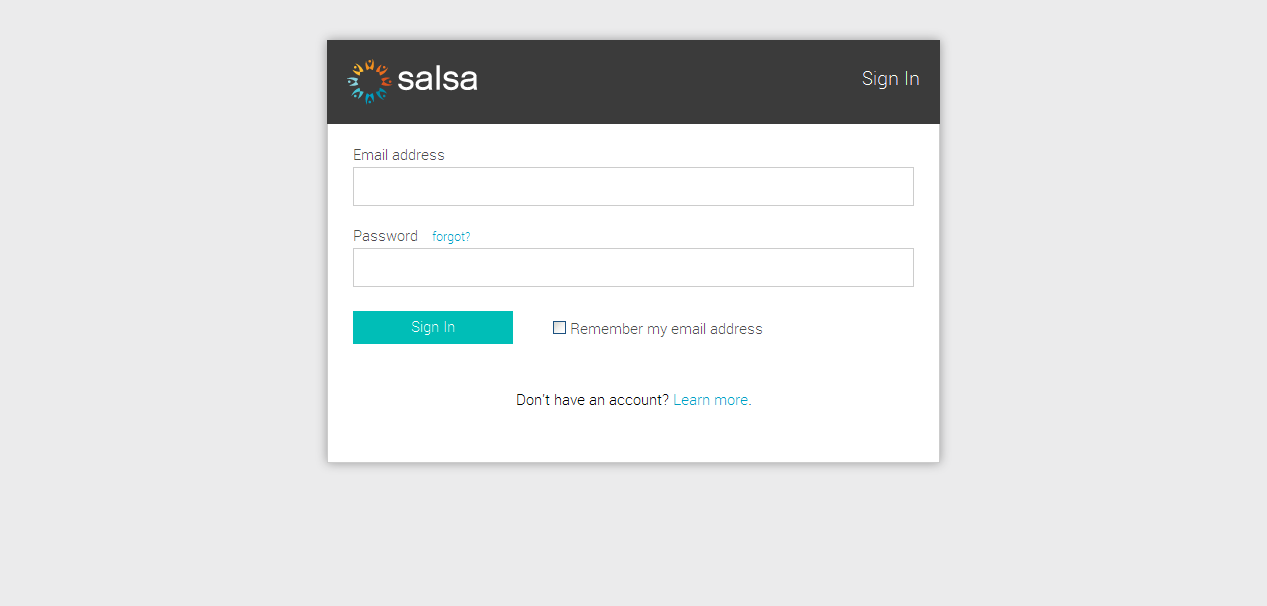 salsa
Sign In
Email address
Password forgot?
Sign In
Remember my email address
Don't have an account? Learn more.